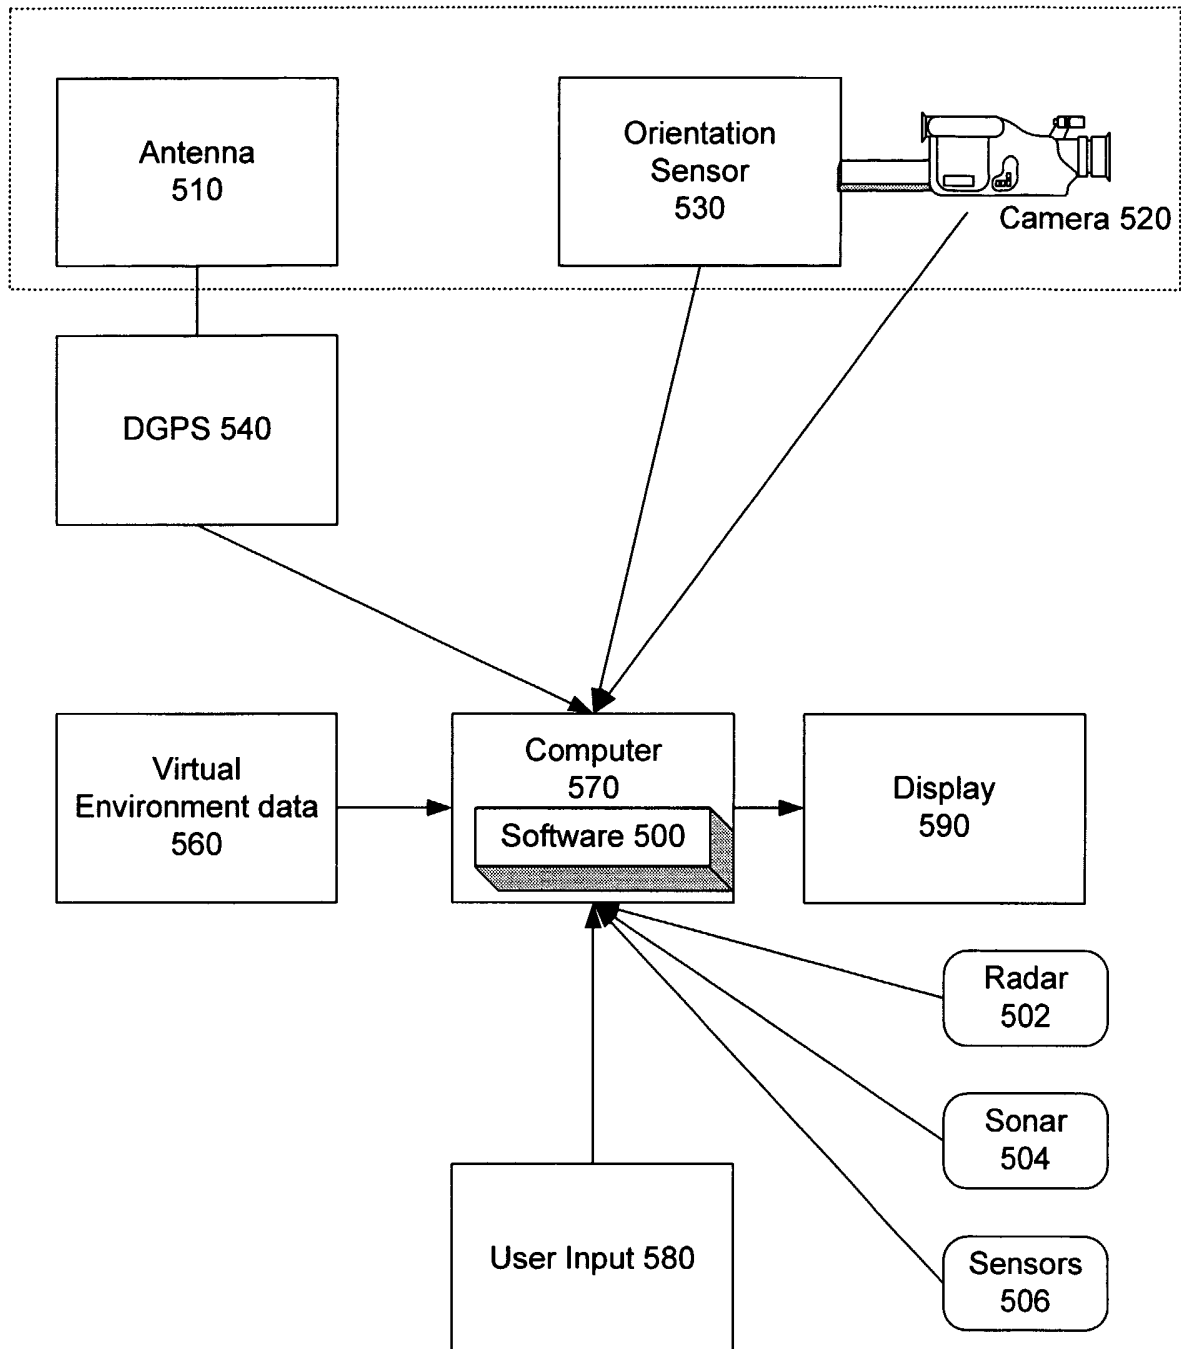 Antenna
510
Orientation
Sensor
530
Camera 520
DGPS 540
Virtual
Environment data
560
Computer
570
Software 500
Display
590
Radar
502
Sonar
504
User Input 580
Sensors
506